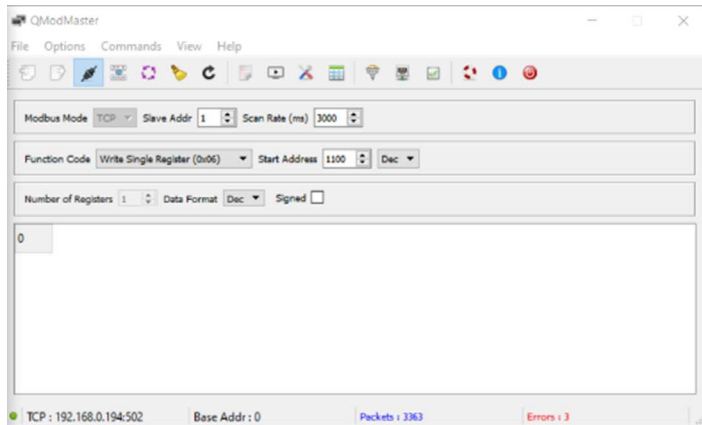 QModMaster
File Options Commands View Help
Modbus Mode TCP Slave Addr 1 Scan Rate (ms) 3000
Function Code Write Single Register (0x06) Start Address 1100 Dec
Number of Registers 1 Data Format Dec Signed
0
TCP : 192.168.0.194:502 Base Addr : 0 Packets : 3363 Errors : 3